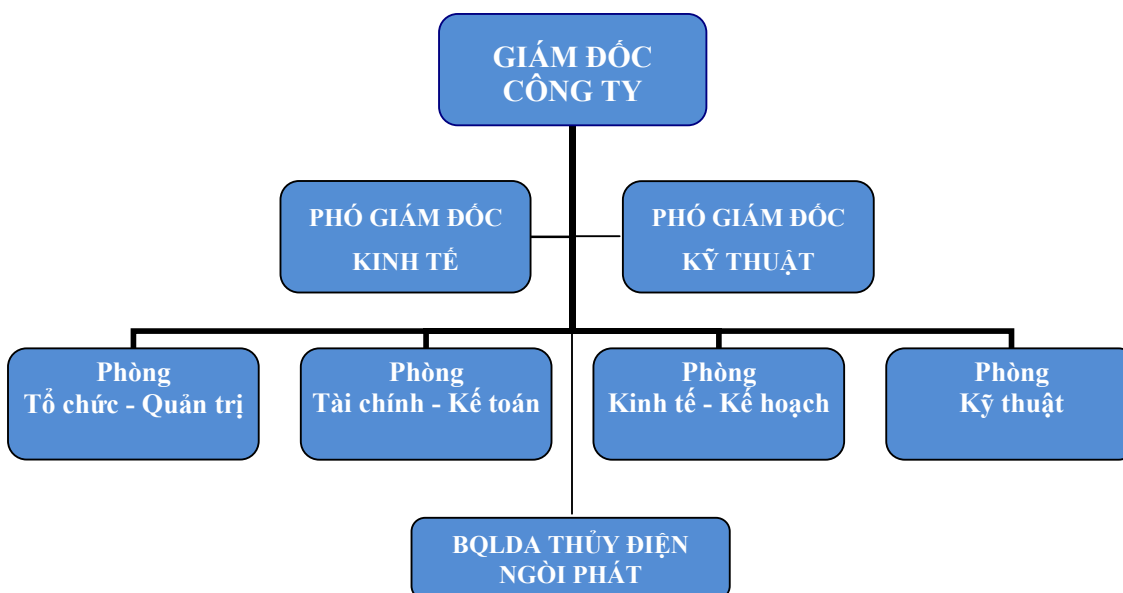 GIÁM ĐỐC
CÔNG TY
PHÓ GIÁM ĐỐC
KINH TẾ
PHÓ GIÁM ĐỐC
KỸ THUẬT
Phòng
Tổ chức - Quản trị
Phòng
Tài chính - Kế toán
Phòng
Kinh tế - Kế hoạch
Phòng
Kỹ thuật
BQLDA THỦY ĐIỆN
NGÒI PHÁT